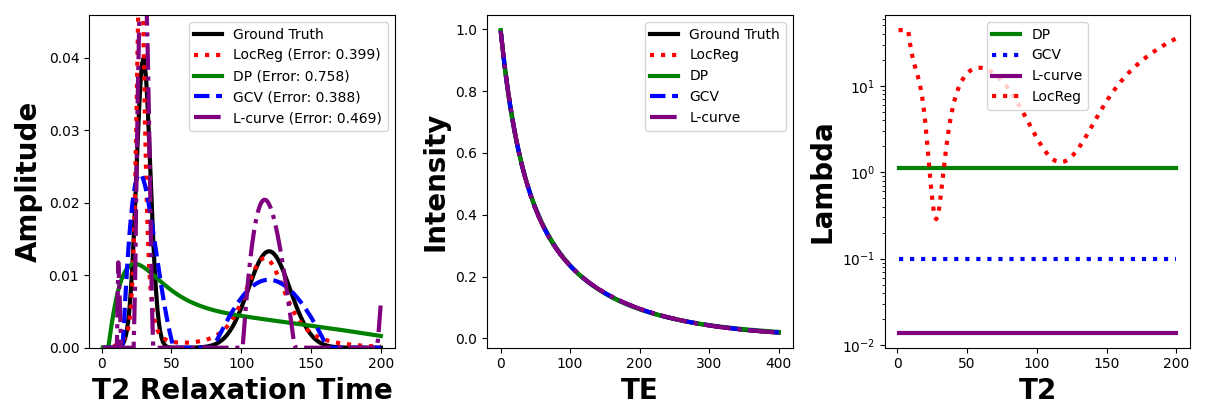 Amplitude
0.04
0.03
0.02
0.01
0.00
0
50
100
150
200
T2 Relaxation Time
Ground Truth
LocReg (Error: 0.399)
DP (Error: 0.758)
GCV (Error: 0.388)
L-curve (Error: 0.469)
Intensity
1.0
0.8
0.6
0.4
0.2
0.0
0
100
200
300
400
TE
Ground Truth
LocReg
DP
GCV
L-curve
Lambda
10¹
10⁰
10⁻¹
10⁻²
0
50
100
150
200
T2
DP
GCV
L-curve
LocReg